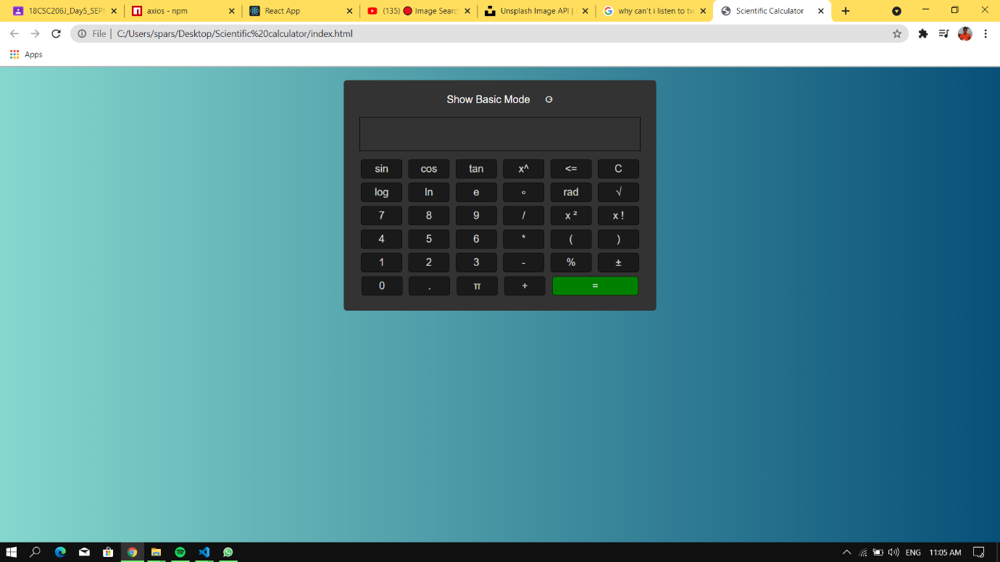 18CSC206J_Day5_SEP
axios - npm
React App
(135) 🔴 Image Searc
Unsplash Image API |
why can't i listen to tw
Scientific Calculator
File | C:/Users/spars/Desktop/Scientific%20calculator/index.html
Apps
Show Basic Mode
sin cos tan x^ <= C
log ln e ∘ rad √
7 8 9 / x ² x !
4 5 6 * ( )
1 2 3 - % ±
0 . π + =
ENG 11:05 AM